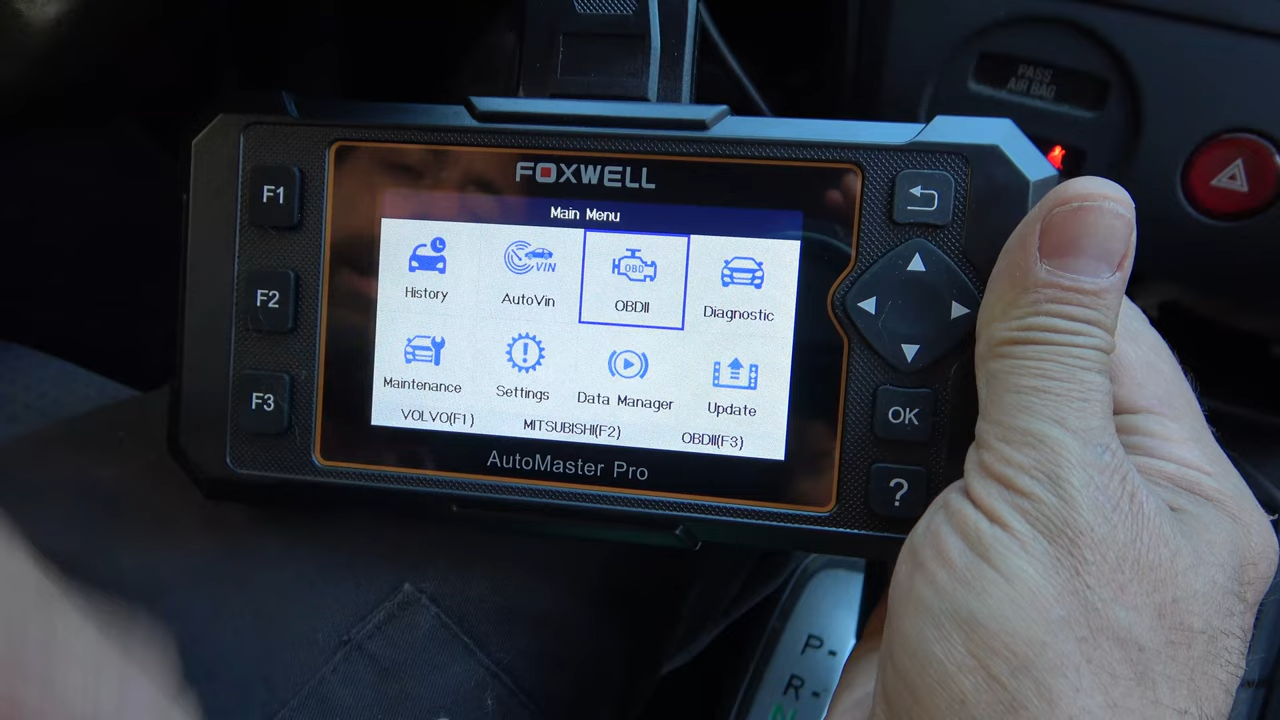 PASS
AIR BAG
FOXWELL
Main Menu
F1
F2
F3
VIN
OBD
History
AutoVin
OBDII
Diagnostic
Maintenance
Settings
Data Manager
Update
VOLVO(F1)
MITSUBISHI(F2)
OBDII(F3)
AutoMaster Pro
OK
?
P-
R-
N